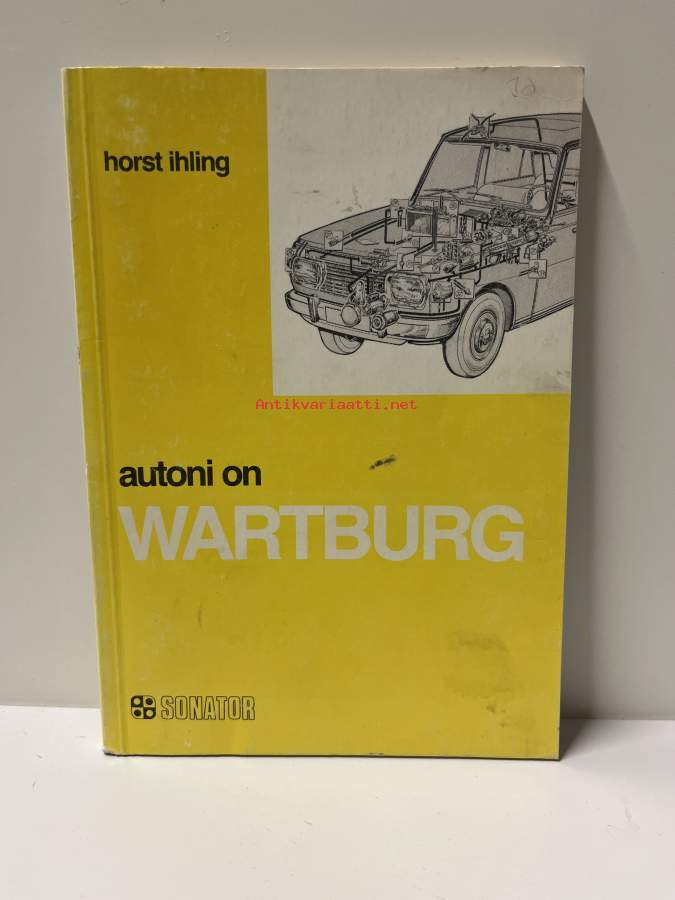 horst ihling
Antikvariaatti.net
autoni on
WARTBURG
SONATOR